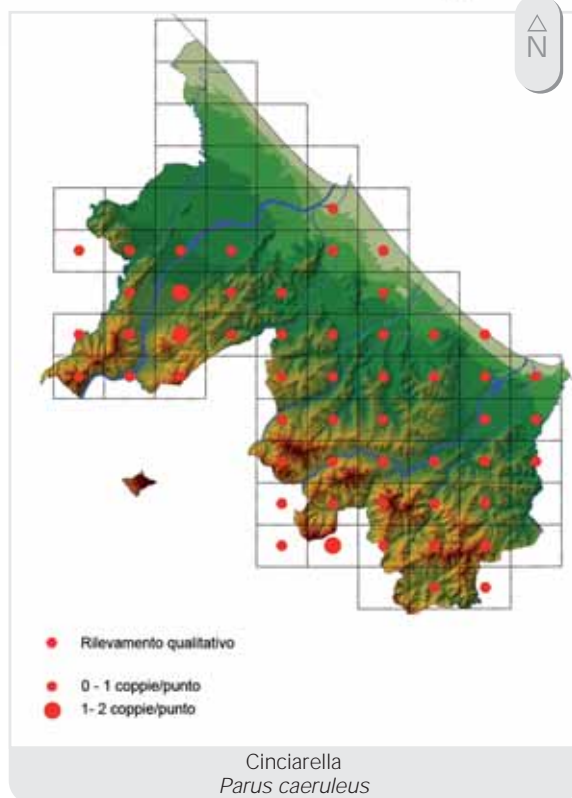 N
Rilevamento qualitativo
0 - 1 coppie/punto
1- 2 coppie/punto
Cinciarella
Parus caeruleus